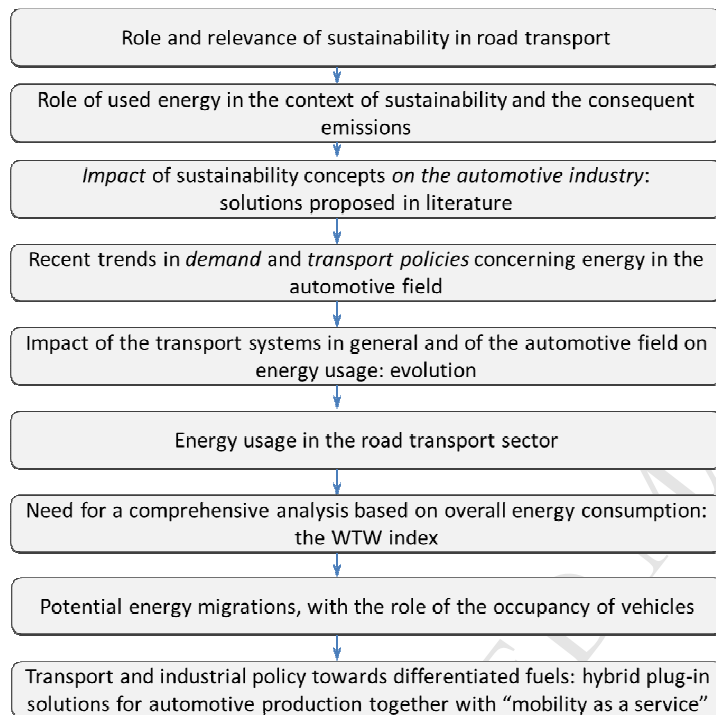 Role and relevance of sustainability in road transport
Role of used energy in the context of sustainability and the consequent
emissions
Impact of sustainability concepts on the automotive industry:
solutions proposed in literature
Recent trends in demand and transport policies concerning energy in the
automotive field
Impact of the transport systems in general and of the automotive field on
energy usage: evolution
Energy usage in the road transport sector
Need for a comprehensive analysis based on overall energy consumption:
the WTW index
Potential energy migrations, with the role of the occupancy of vehicles
Transport and industrial policy towards differentiated fuels: hybrid plug-in
solutions for automotive production together with “mobility as a service”